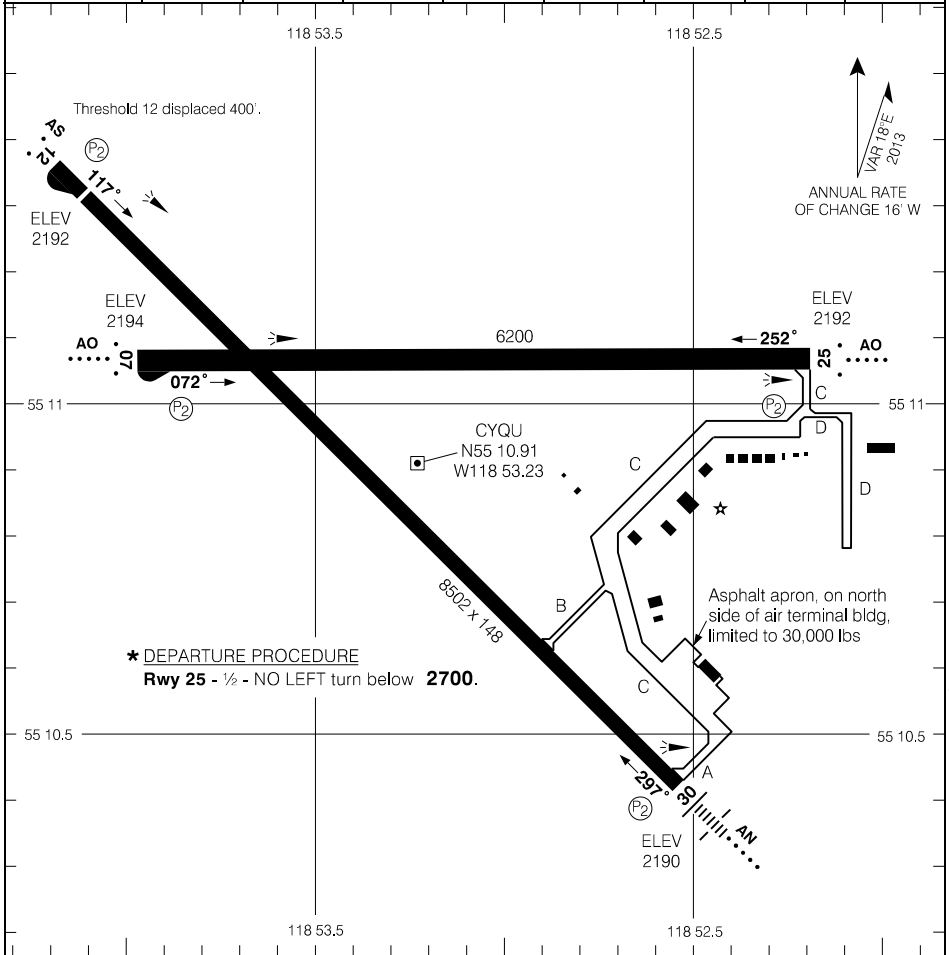 118 53.5
118 52.5
Threshold 12 displaced 400'.
AS
12
P2
117°
VAR 18°E
2013
ANNUAL RATE
OF CHANGE 16' W
ELEV
2192
ELEV
2194
ELEV
2192
AO
07
6200
252°
25
AO
072°
P2
P2
C
55 11
55 11
D
CYQU
N55 10.91
W118 53.23
C
D
8502 x 148
B
Asphalt apron, on north
side of air terminal bldg,
limited to 30,000 lbs
* DEPARTURE PROCEDURE
Rwy 25 - ½ - NO LEFT turn below 2700.
C
55 10.5
55 10.5
A
297°
30
P2
AN
ELEV
2190
118 53.5
118 52.5